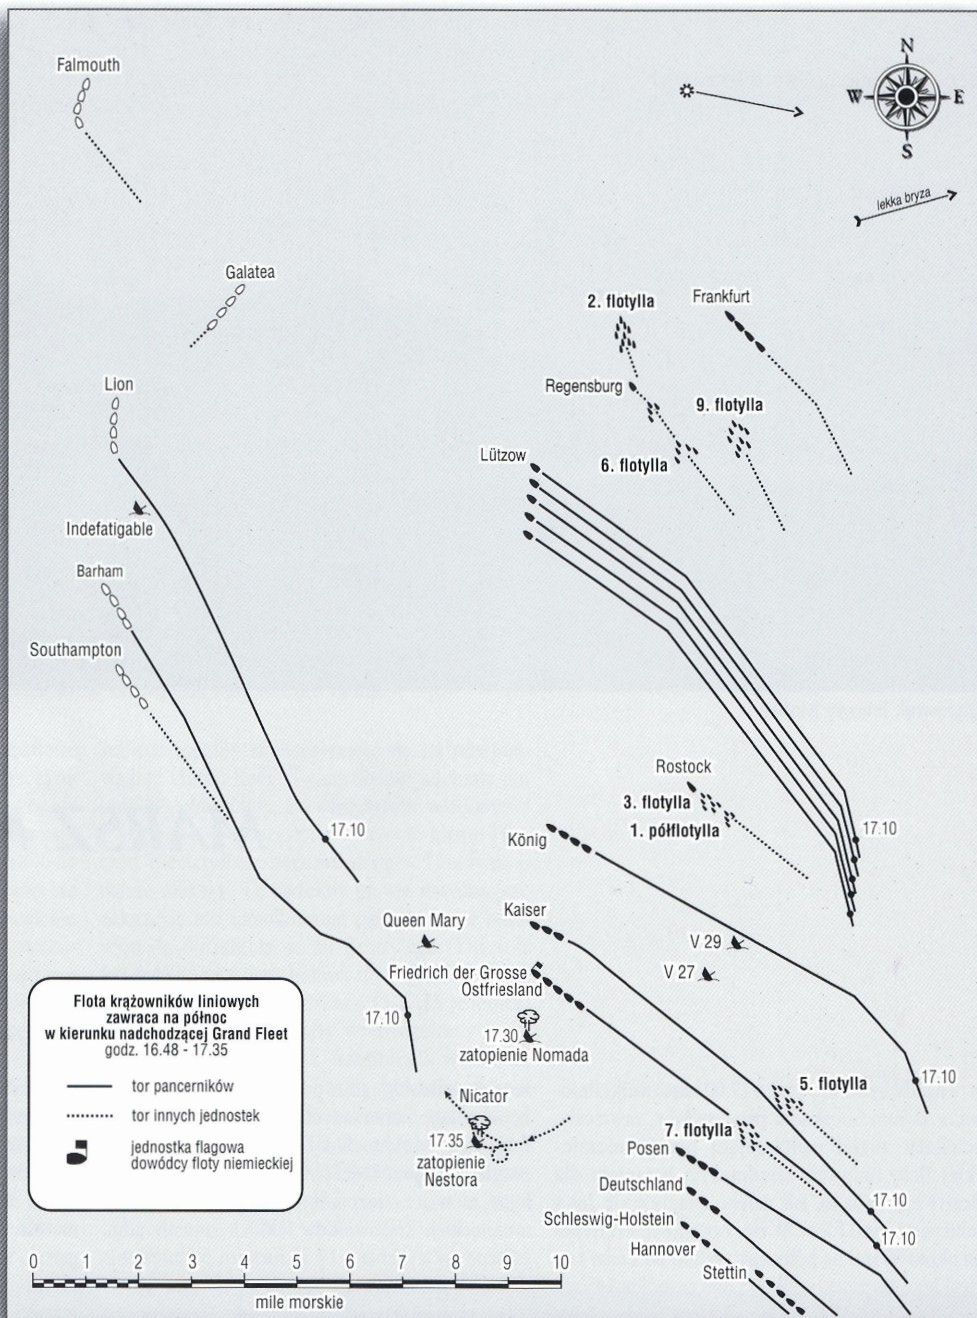 Falmouth
N
W
E
S
lekka bryza
Galatea
2. flotylla
Frankfurt
Lion
Regensburg
9. flotylla
Lützow
6. flotylla
Indefatigable
Barham
Southampton
Rostock
3. flotylla
1. półflotylla
17.10
17.10
König
Kaiser
Queen Mary
V 29
Friedrich der Grosse
V 27
Ostfriesland
17.10
17.30
zatopienie Nomada
17.10
5. flotylla
Nicator
7. flotylla
17.35
Posen
zatopienie
Nestora
Deutschland
17.10
Schleswig-Holstein
17.10
Hannover
Stettin
Flota krążowników liniowych
zawraca na północ
w kierunku nadchodzącej Grand Fleet
godz. 16.48 - 17.35
tor pancerników
tor innych jednostek
jednostka flagowa
dowódcy floty niemieckiej
0 1 2 3 4 5 6 7 8 9 10
mile morskie